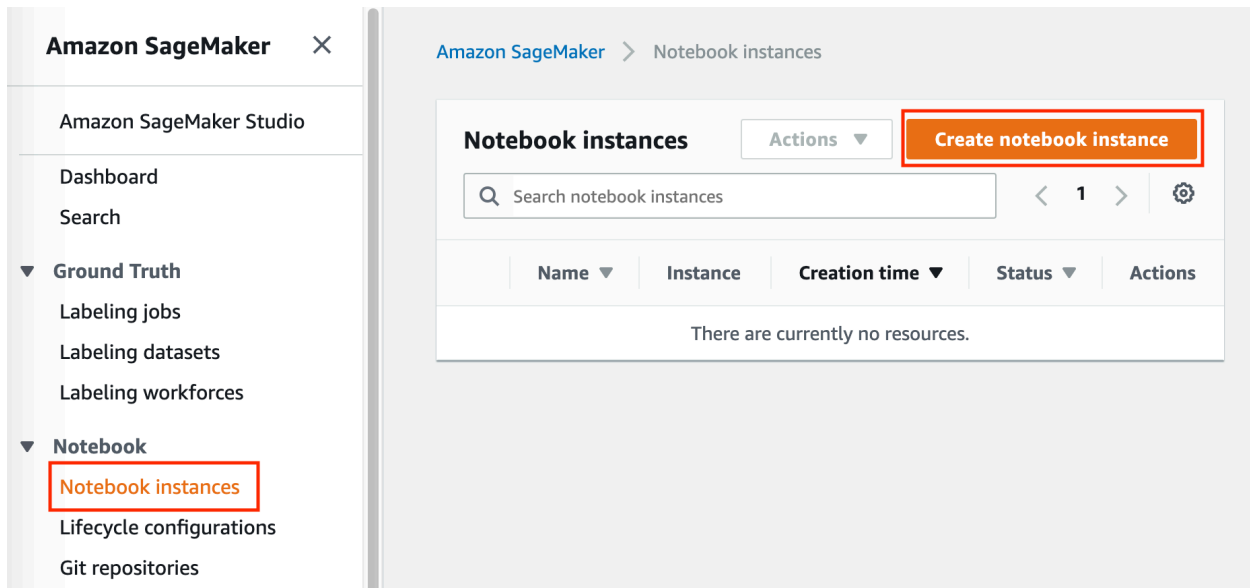 Amazon SageMaker
Amazon SageMaker Studio
Dashboard
Search
Ground Truth
Labeling jobs
Labeling datasets
Labeling workforces
Notebook
Notebook instances
Lifecycle configurations
Git repositories
Amazon SageMaker > Notebook instances
Notebook instances Actions Create notebook instance
Search notebook instances 1
Name Instance Creation time Status Actions
There are currently no resources.